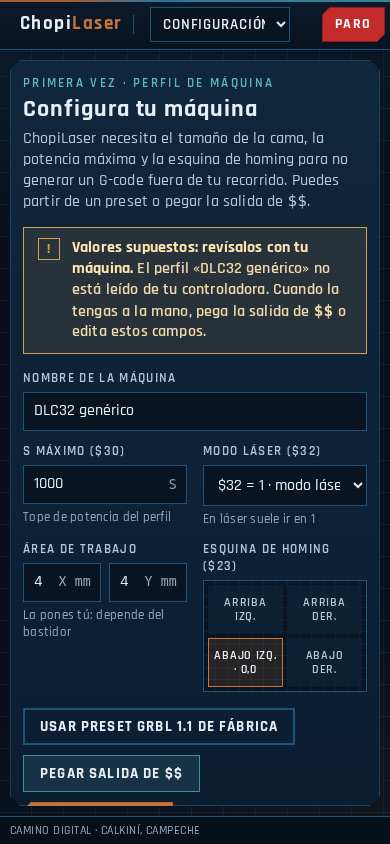 ChopiLaser
CONFIGURACIÓN
PARO
PRIMERA VEZ · PERFIL DE MÁQUINA
Configura tu máquina
ChopiLaser necesita el tamaño de la cama, la
potencia máxima y la esquina de homing para no
generar un G-code fuera de tu recorrido. Puedes
partir de un preset o pegar la salida de $$.
!
Valores supuestos: revísalos con tu
máquina. El perfil «DLC32 genérico» no
está leído de tu controladora. Cuando la
tengas a la mano, pega la salida de $$ o
edita estos campos.
NOMBRE DE LA MÁQUINA
DLC32 genérico
S MÁXIMO ($30)
1000 S
Tope de potencia del perfil
MODO LÁSER ($32)
$32 = 1 · modo láse
En láser suele ir en 1
ÁREA DE TRABAJO
4 X mm
4 Y mm
La pones tú: depende del
bastidor
ESQUINA DE HOMING
($23)
ARRIBA
IZQ.
ARRIBA
DER.
ABAJO IZQ.
· 0,0
ABAJO
DER.
USAR PRESET GRBL 1.1 DE FÁBRICA
PEGAR SALIDA DE $$
CAMINO DIGITAL · CALKINÍ, CAMPECHE